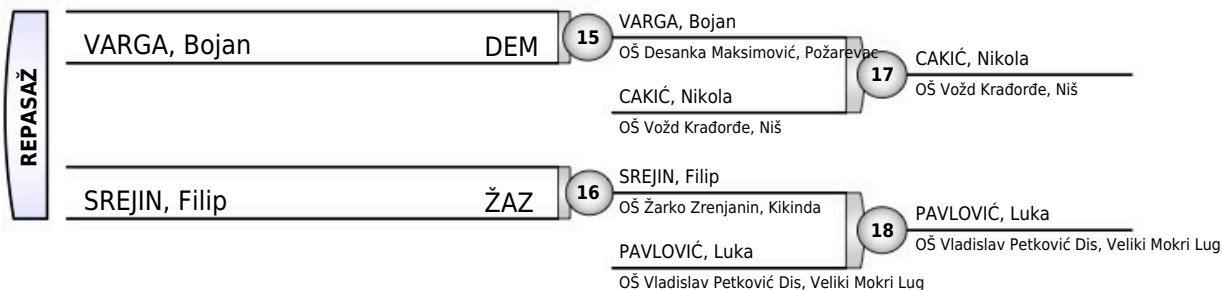 REPASAŽ
VARGA, Bojan DEM
15
VARGA, Bojan
OŠ Desanka Maksimović, Požarevac
CAKIĆ, Nikola
OŠ Vožd Krađorđe, Niš
17
CAKIĆ, Nikola
OŠ Vožd Krađorđe, Niš
SREJIN, Filip ŽAZ
16
SREJIN, Filip
OŠ Žarko Zrenjanin, Kikinda
PAVLOVIĆ, Luka
OŠ Vladislav Petković Dis, Veliki Mokri Lug
18
PAVLOVIĆ, Luka
OŠ Vladislav Petković Dis, Veliki Mokri Lug